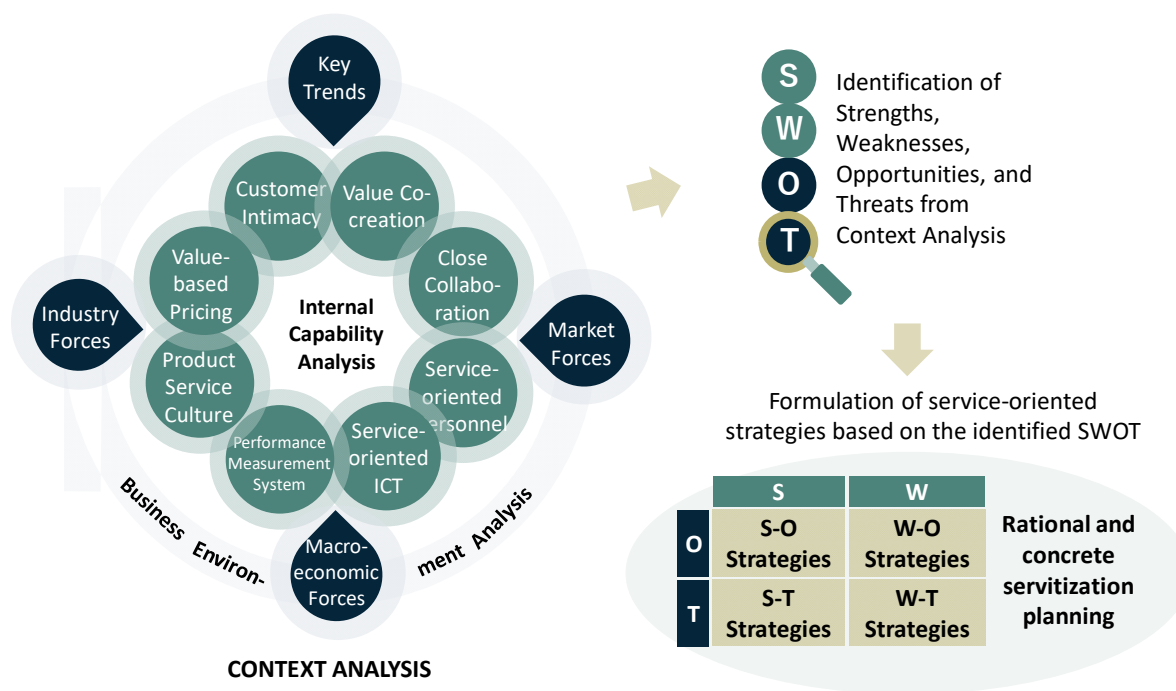 Key
Trends
Customer
Intimacy
Value Co-
creation
Value-
based
Pricing
Close
Collabo-
ration
Industry
Forces
Internal
Capability
Analysis
Market
Forces
Product
Service
Culture
Service-
oriented
personnel
Performance
Measurement
System
Service-
oriented
ICT
Business Environ-
ment Analysis
Macro-
economic
Forces
CONTEXT ANALYSIS
S
W
O
T
Identification of
Strengths,
Weaknesses,
Opportunities, and
Threats from
Context Analysis
Formulation of service-oriented
strategies based on the identified SWOT
S
W
O
S-O
Strategies
W-O
Strategies
T
S-T
Strategies
W-T
Strategies
Rational and
concrete
servitization
planning